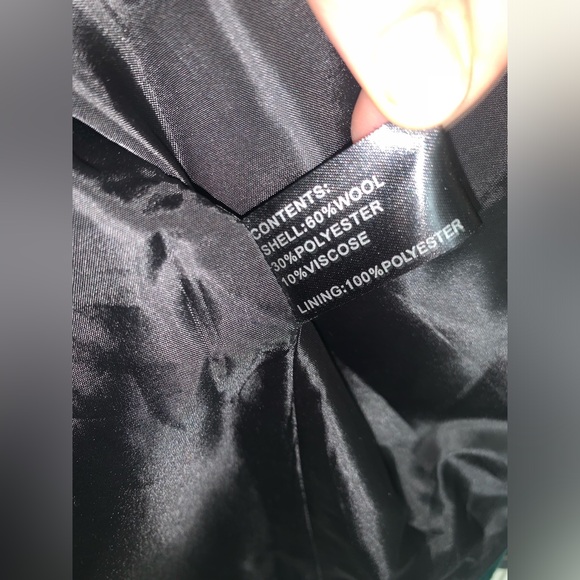 CONTENTS:
SHELL:60%WOOL
30%POLYESTER
10%VISCOSE
LINING:100%POLYESTER